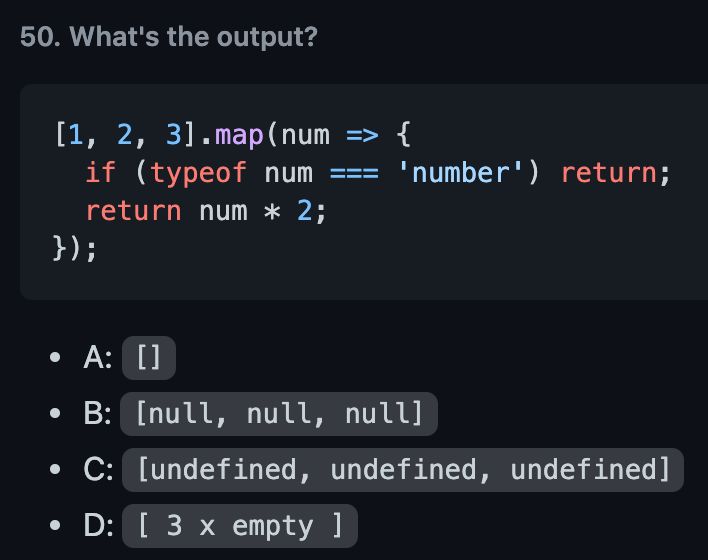 50. What's the output?
[1, 2, 3].map(num => {
  if (typeof num === 'number') return;
  return num * 2;
});
• A: []
• B: [null, null, null]
• C: [undefined, undefined, undefined]
• D: [ 3 x empty ]